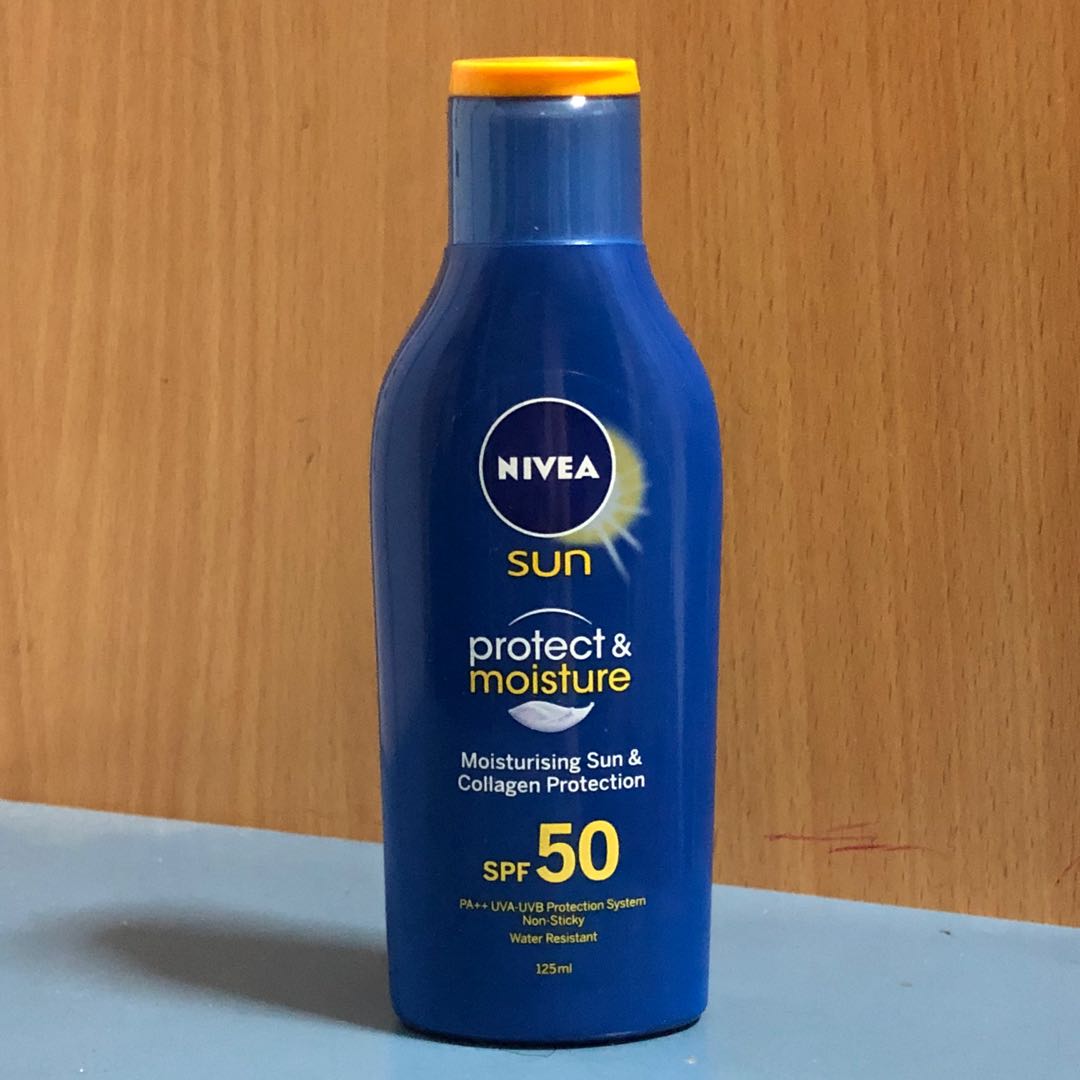 NIVEA
sun
protect &
moisture
Moisturising Sun &
Collagen Protection
SPF 50
PA++ UVA-UVB Protection System
Non-Sticky
Water Resistant
125ml